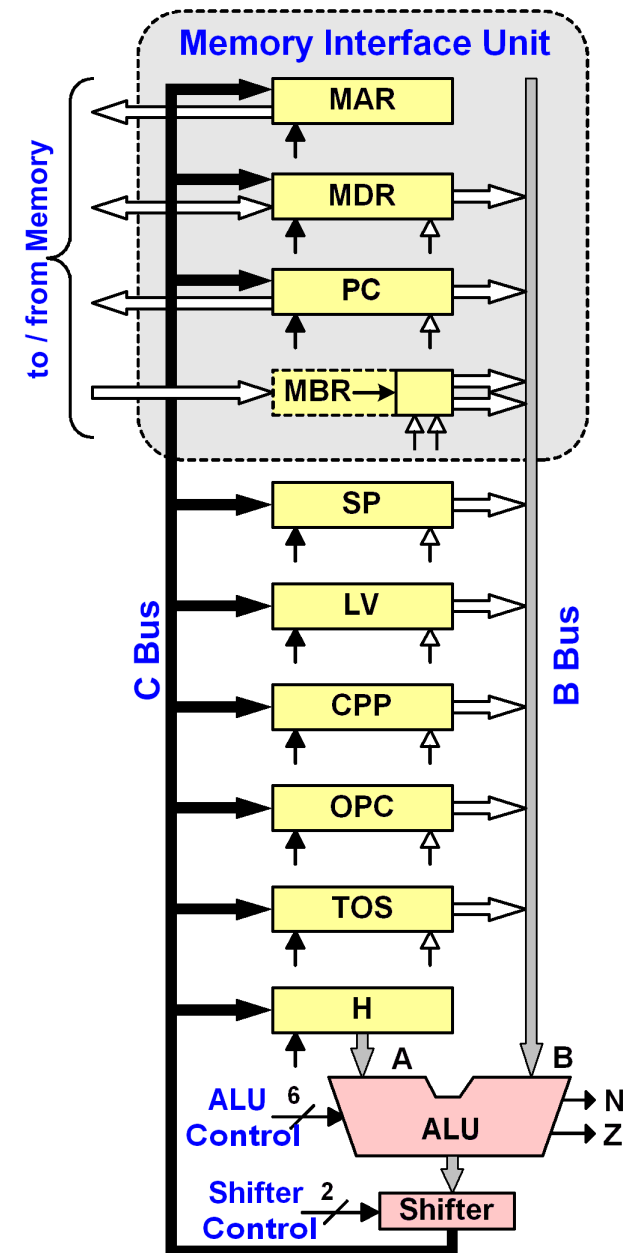 Memory Interface Unit
to / from Memory
MAR
MDR
PC
MBR
SP
LV
C Bus
B Bus
CPP
OPC
TOS
H
A
B
ALU
Control
6
ALU
N
Z
Shifter
Control
2
Shifter